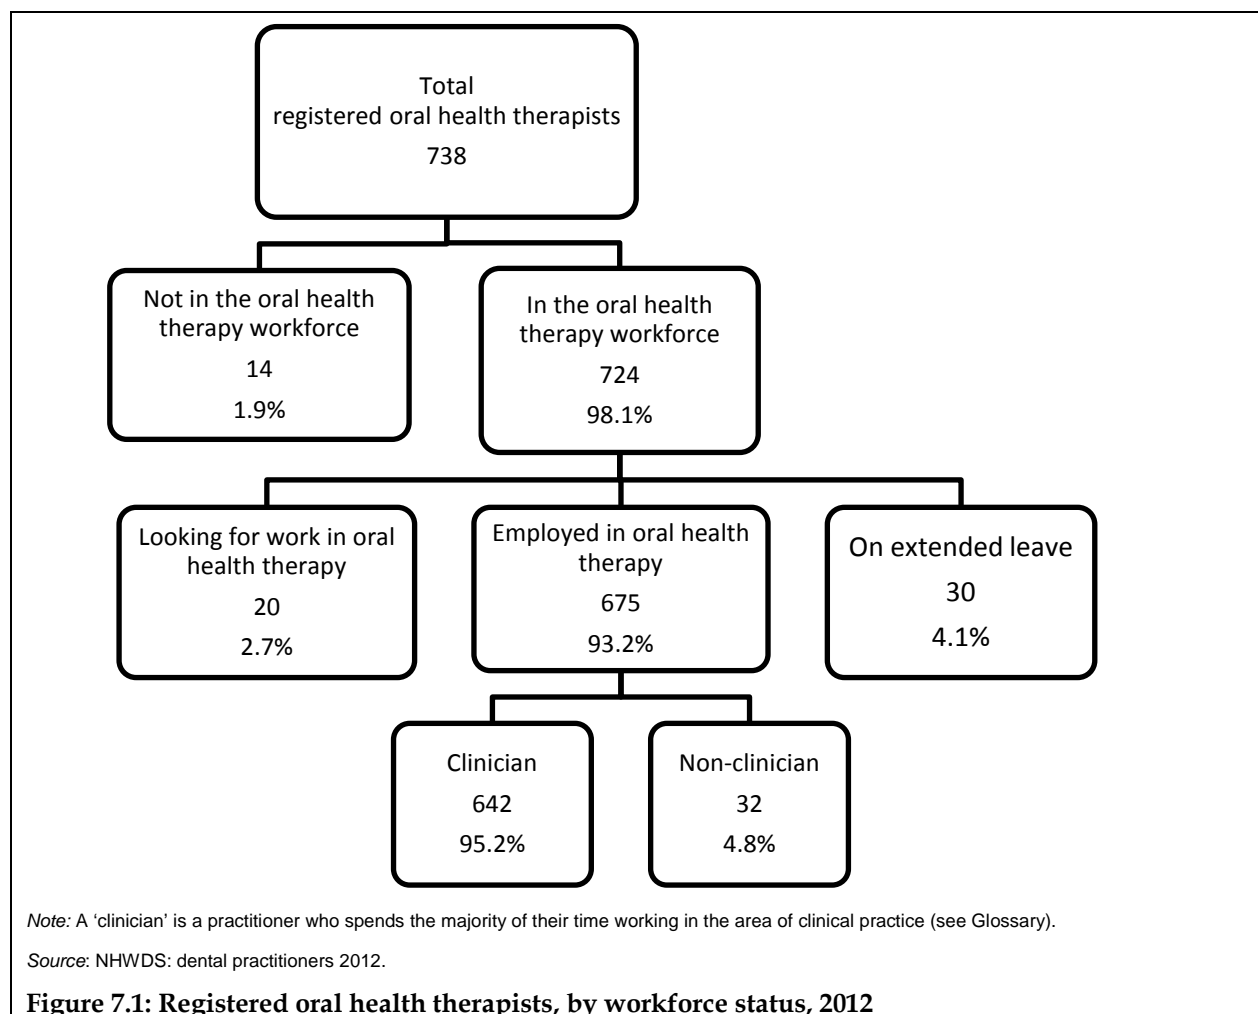 Total
registered oral health therapists
738
Not in the oral health
therapy workforce
14
1.9%
In the oral health
therapy workforce
724
98.1%
Looking for work in oral
health therapy
20
2.7%
Employed in oral health
therapy
675
93.2%
On extended leave
30
4.1%
Clinician
642
95.2%
Non-clinician
32
4.8%
Note: A ‘clinician’ is a practitioner who spends the majority of their time working in the area of clinical practice (see Glossary).
Source: NHWDS: dental practitioners 2012.
Figure 7.1: Registered oral health therapists, by workforce status, 2012